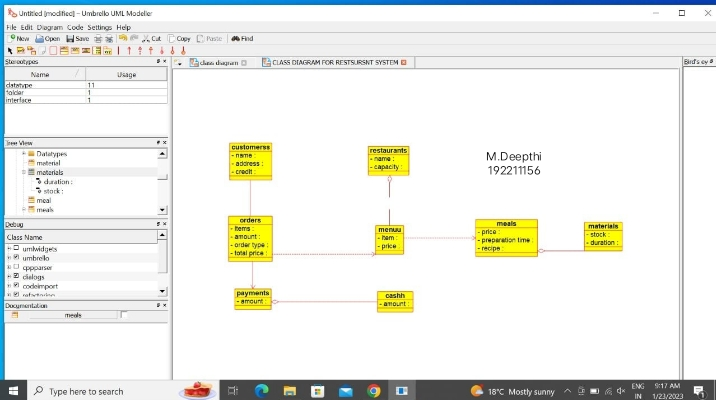 Untitled [modified] – Umbrello UML Modeller
File Edit Diagram Code Settings Help
New Open Save Cut Copy Paste Find
Stereotypes
Name Usage
datatype 11
folder 1
interface 1
class diagram
CLASS DIAGRAM FOR RESTSURSNT SYSTEM
Bird's ey
Tree View
Datatypes
material
materials
duration :
stock :
meal
meals
Debug
Class Name
umlwidgets
umbrello
cppparser
dialogs
codeimport
refactoring
Documentation
meals
customerss
- name :
- address :
- credit :
restaurants
- name :
- capacity :
M.Deepthi
192211156
orders
- items :
- amount :
- order type :
- total price :
menuu
- item :
- price :
meals
- price :
- preparation time :
- recipe :
materials
- stock :
- duration :
payments
- amount :
cashh
- amount :
Type here to search
18°C Mostly sunny
ENG
IN
9:17 AM
1/23/2023